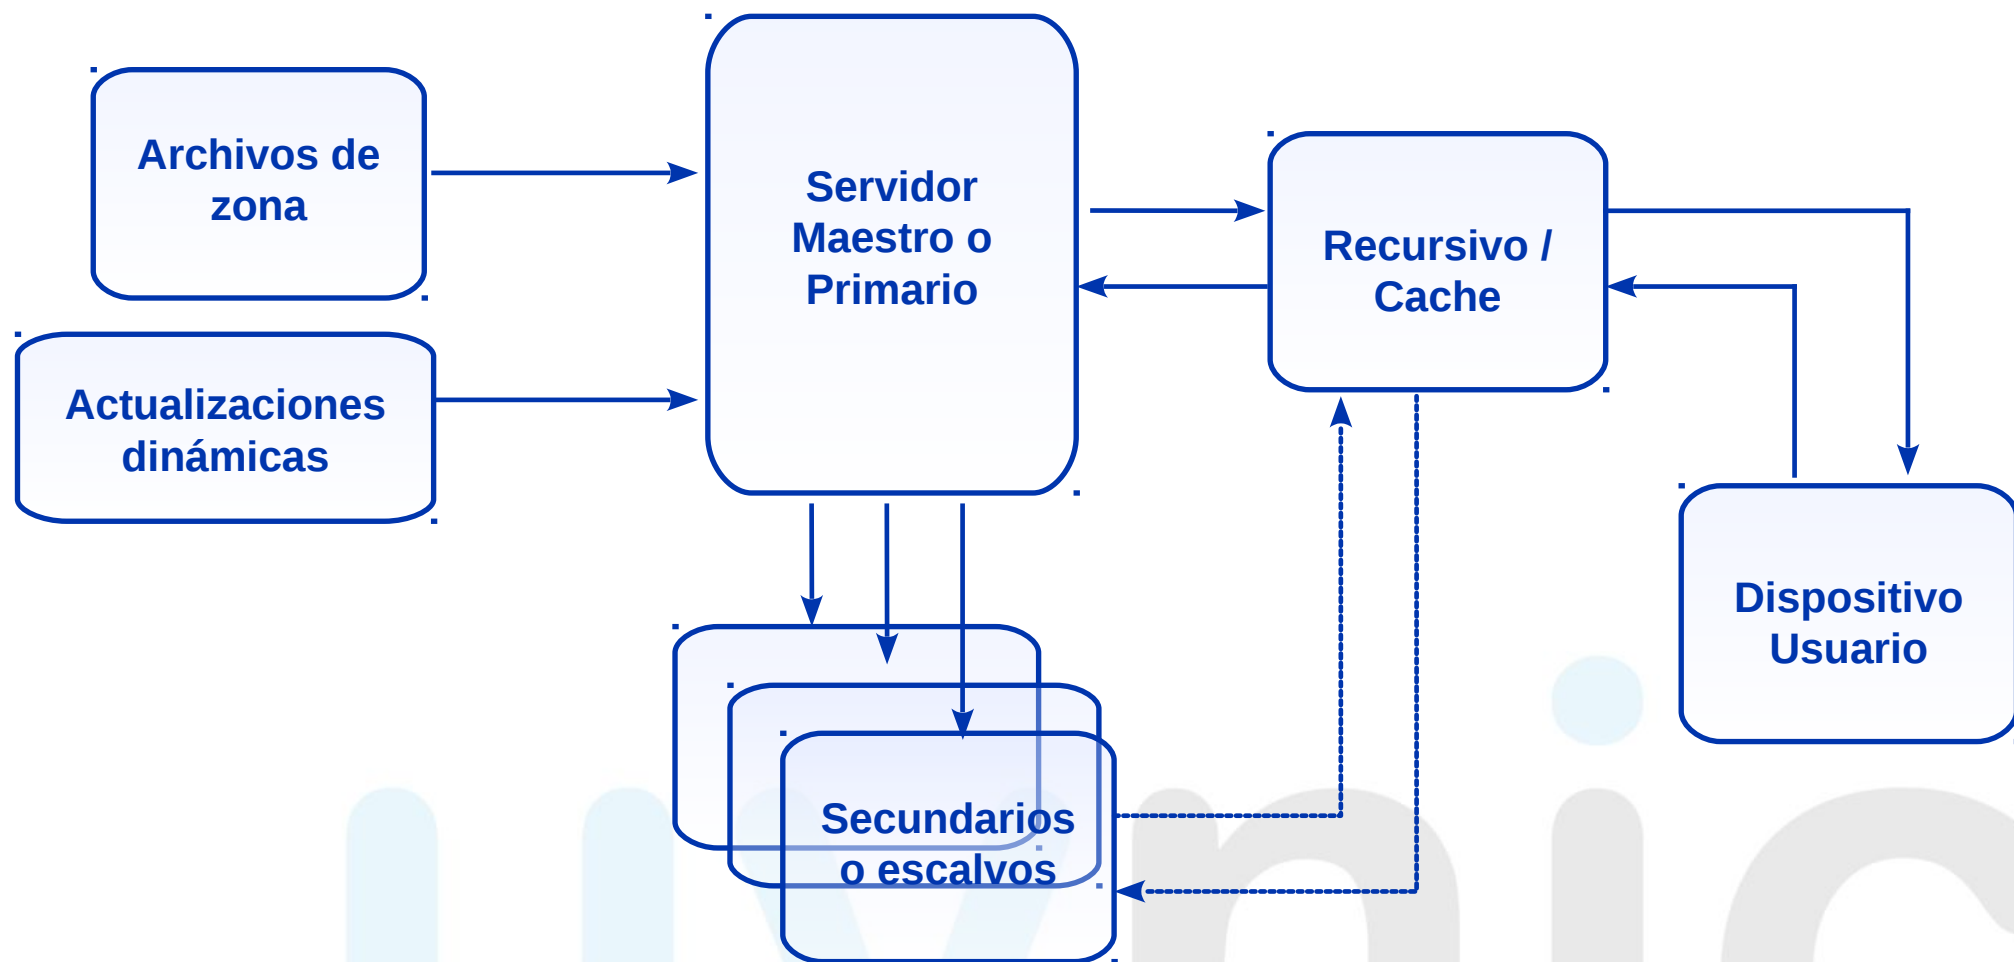 Archivos de
zona
Actualizaciones
dinámicas
Servidor
Maestro o
Primario
Recursivo /
Cache
Dispositivo
Usuario
Secundarios
o escalvos